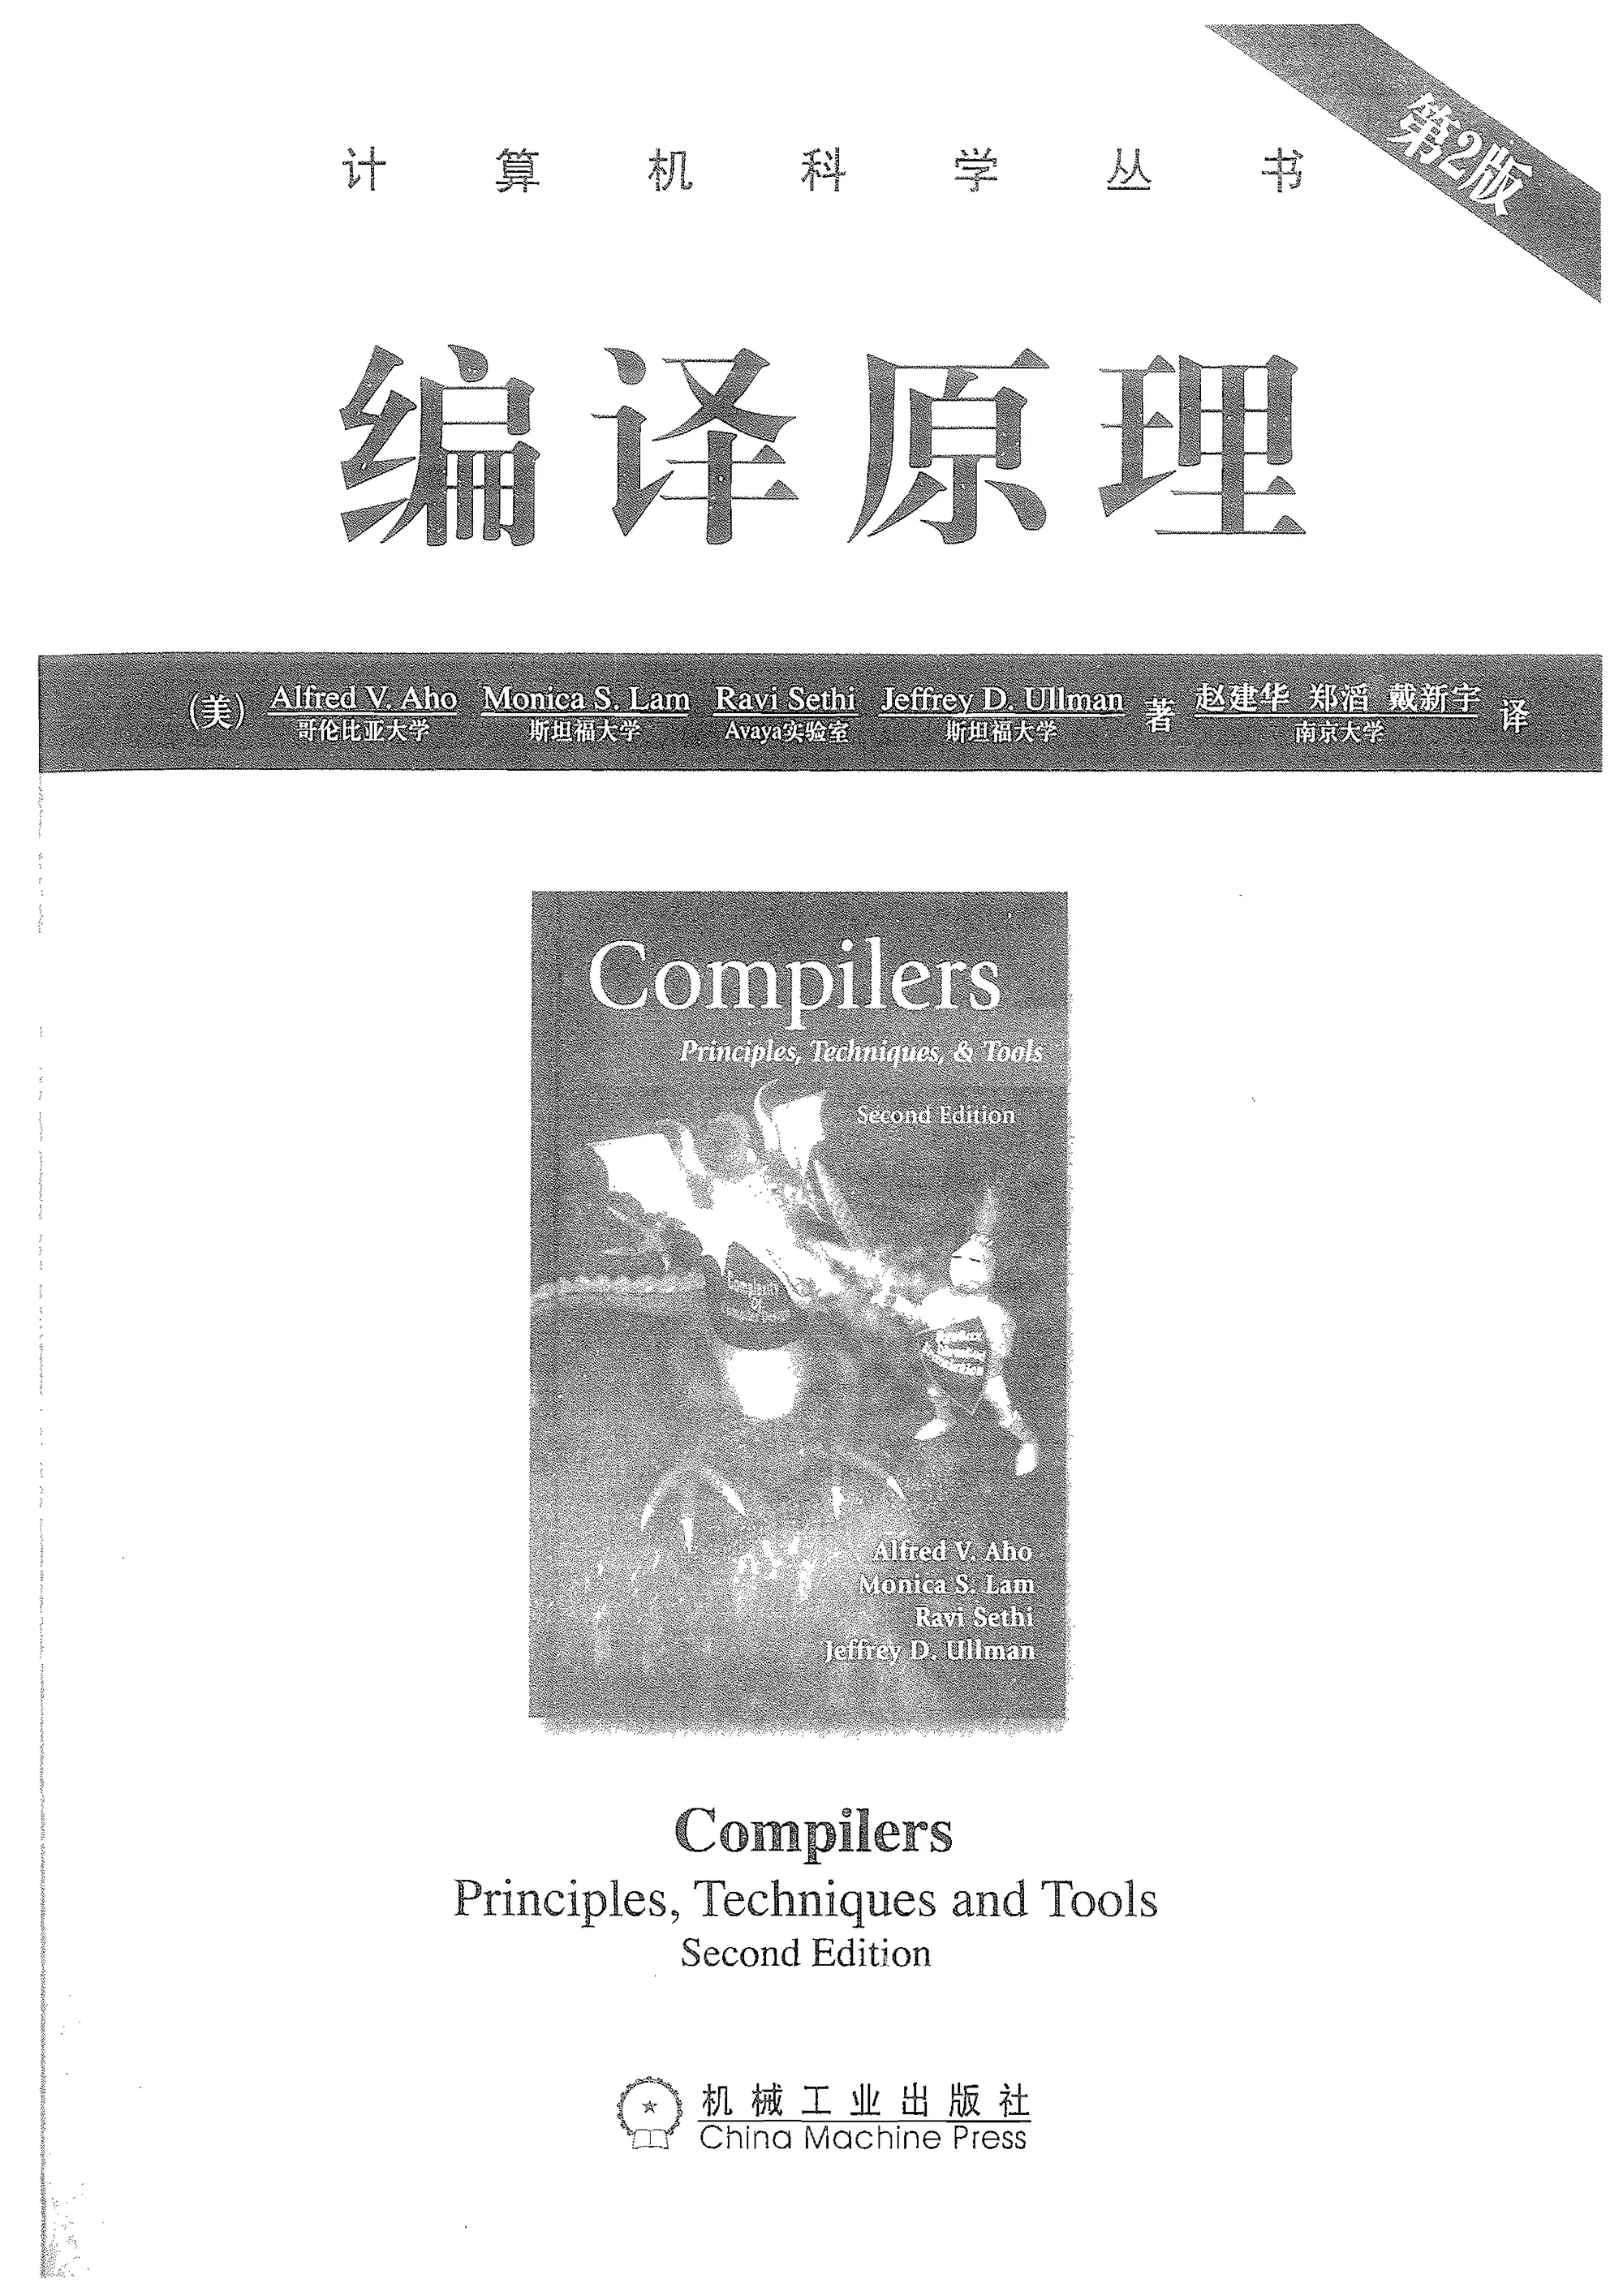 第2版
计算机科学丛书
编译原理
(美) Alfred V. Aho Monica S. Lam Ravi Sethi Jeffrey D. Ullman 著 赵建华 郑滔 戴新宇 译
哥伦比亚大学 斯坦福大学 Avaya实验室 斯坦福大学 南京大学
Compilers
Principles, Techniques, & Tools
Second Edition
Complexity
Of
Compiler Design
Alfred V. Aho
Monica S. Lam
Ravi Sethi
Jeffrey D. Ullman
Compilers
Principles, Techniques and Tools
Second Edition
机械工业出版社
China Machine Press